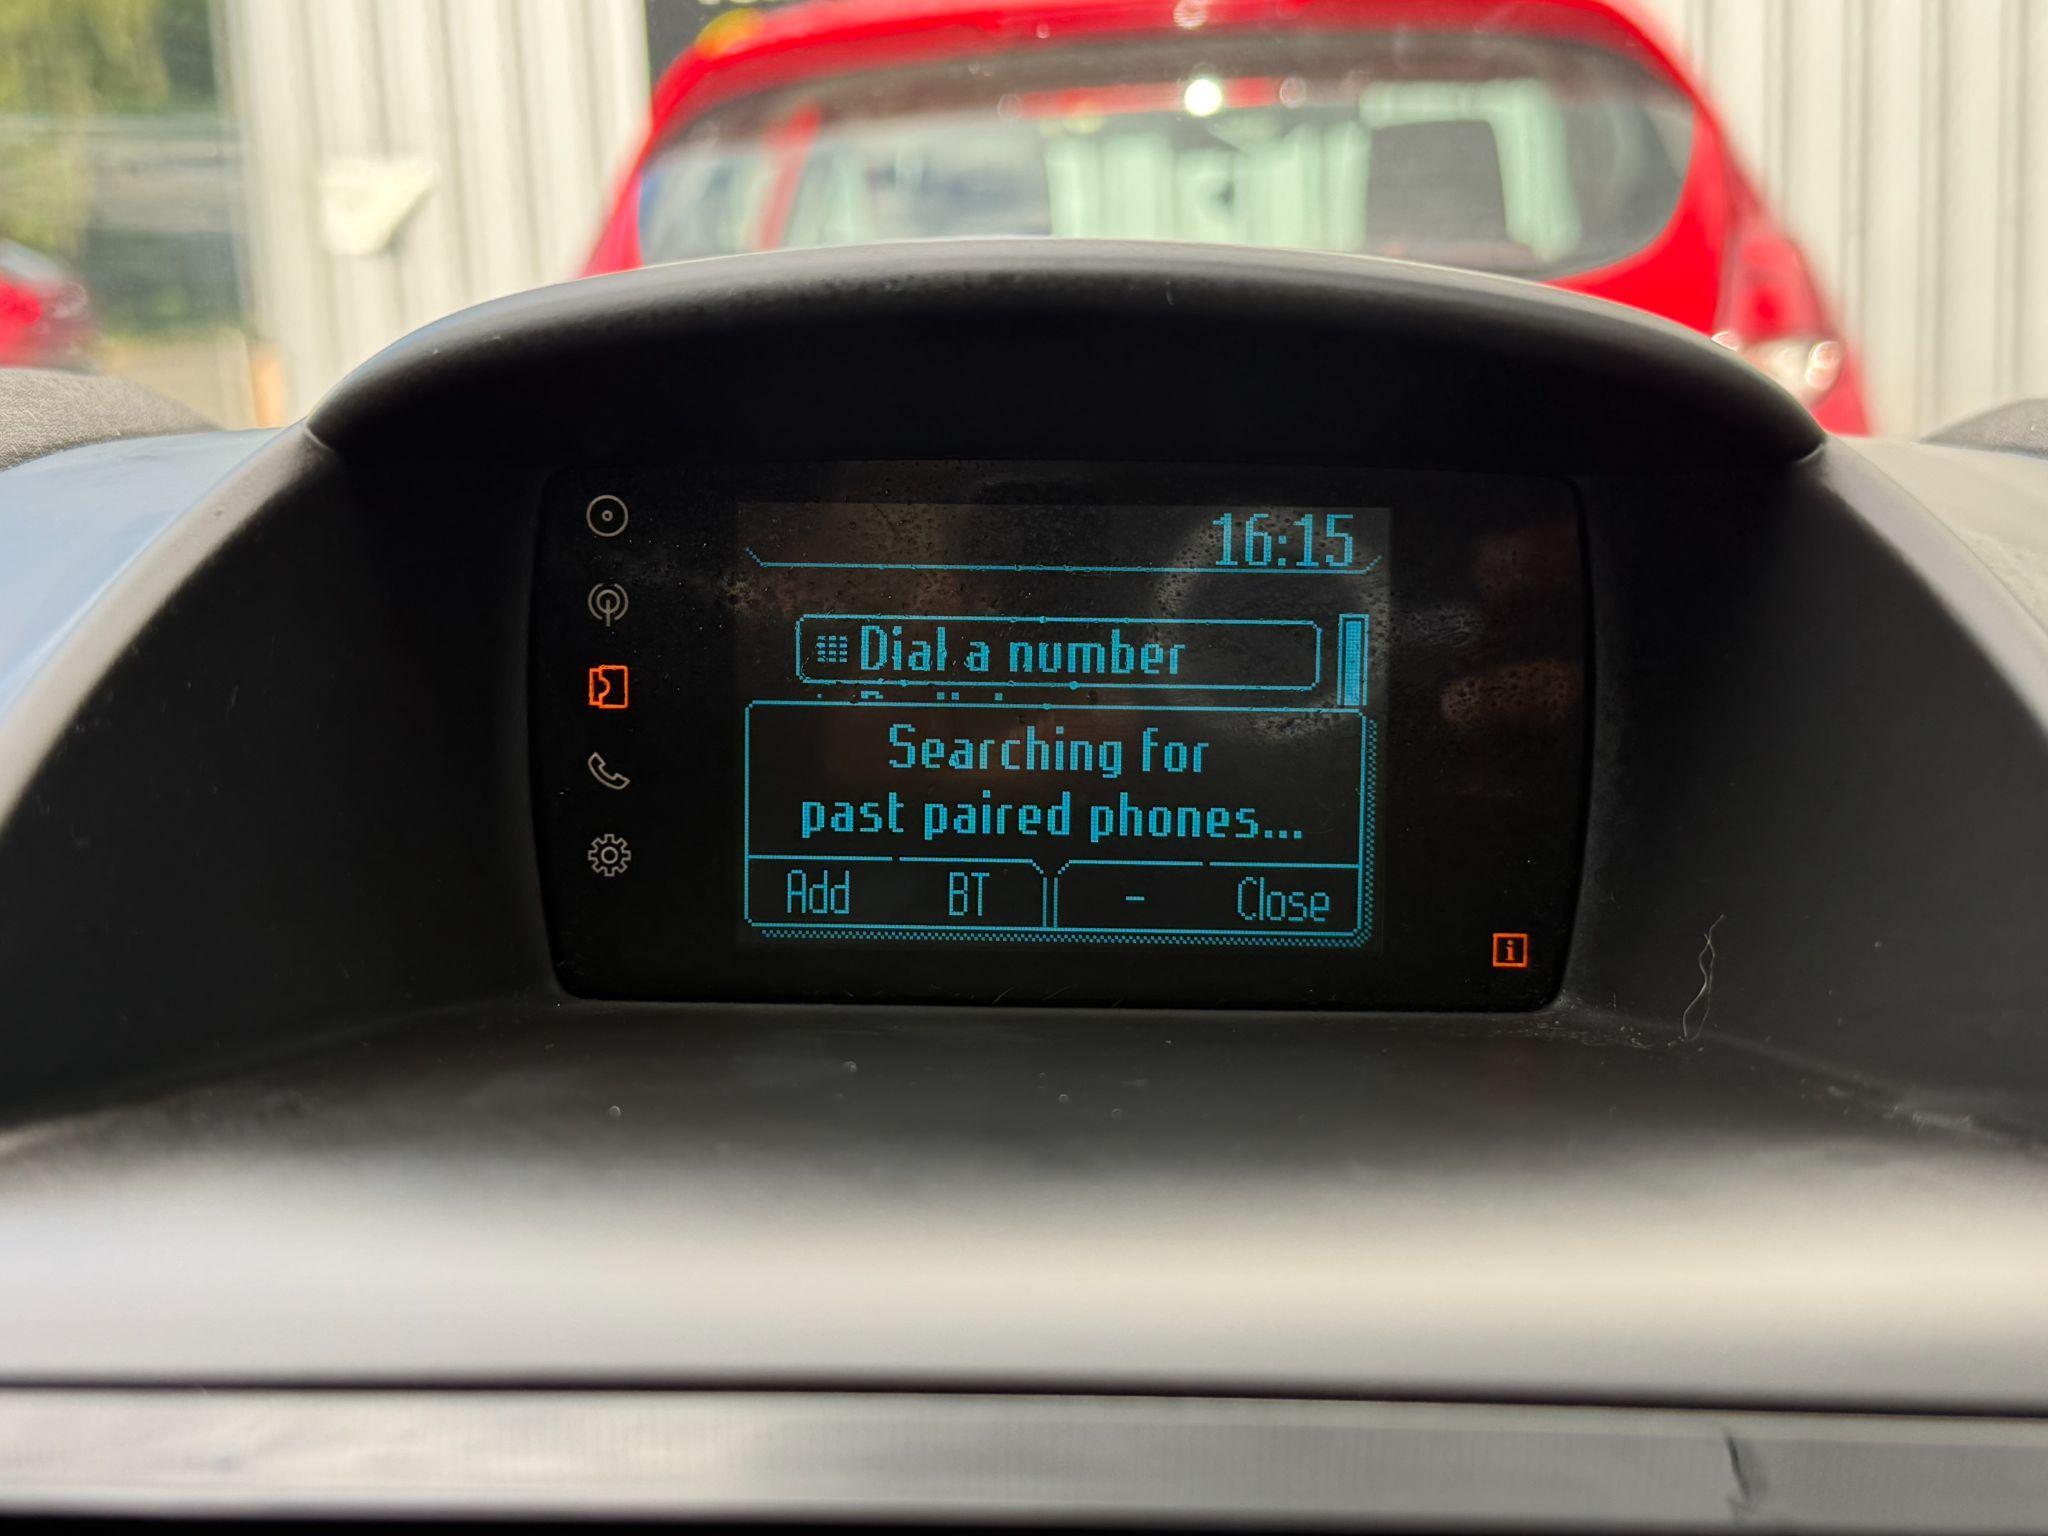 16:15
Dial a number
Searching for
past paired phones...
Add BT - Close
i